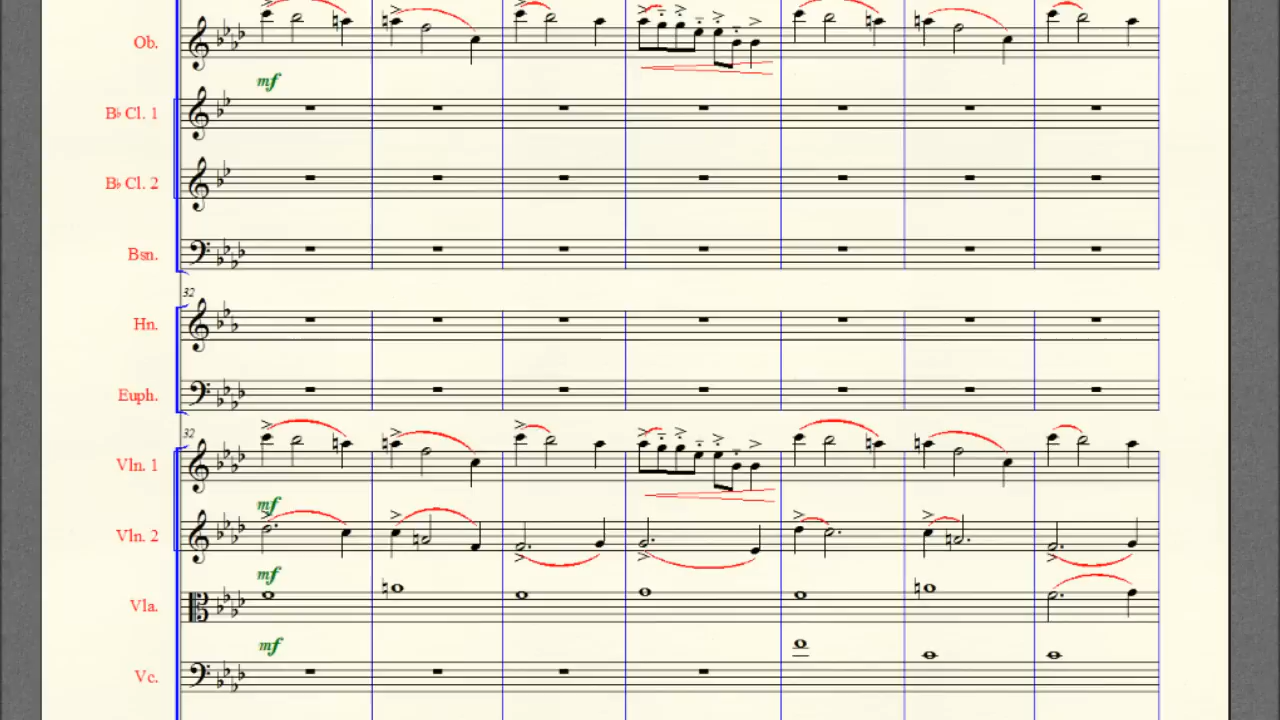 Ob.
mf
B♭ Cl. 1
B♭ Cl. 2
Bsn.
32
Hn.
Euph.
32
Vln. 1
mf
Vln. 2
mf
Vla.
mf
Vc.